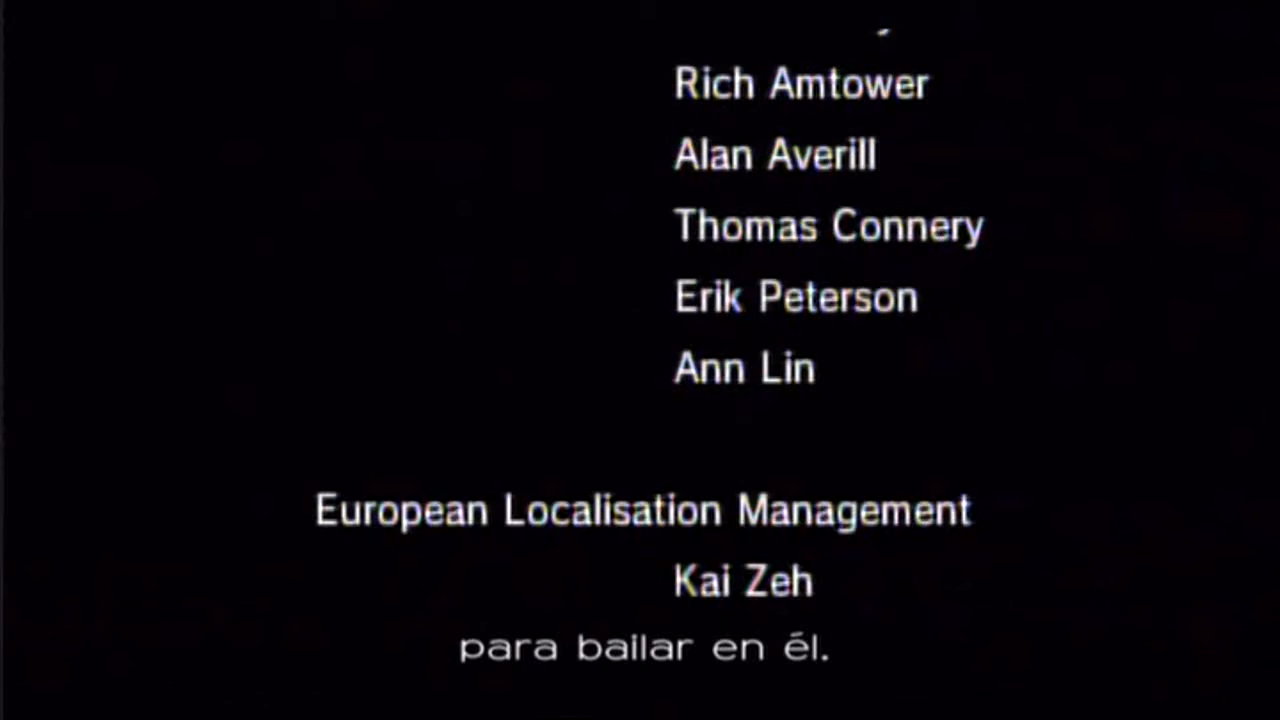 Rich Amtower
Alan Averill
Thomas Connery
Erik Peterson
Ann Lin
European Localisation Management
Kai Zeh
para bailar en él.